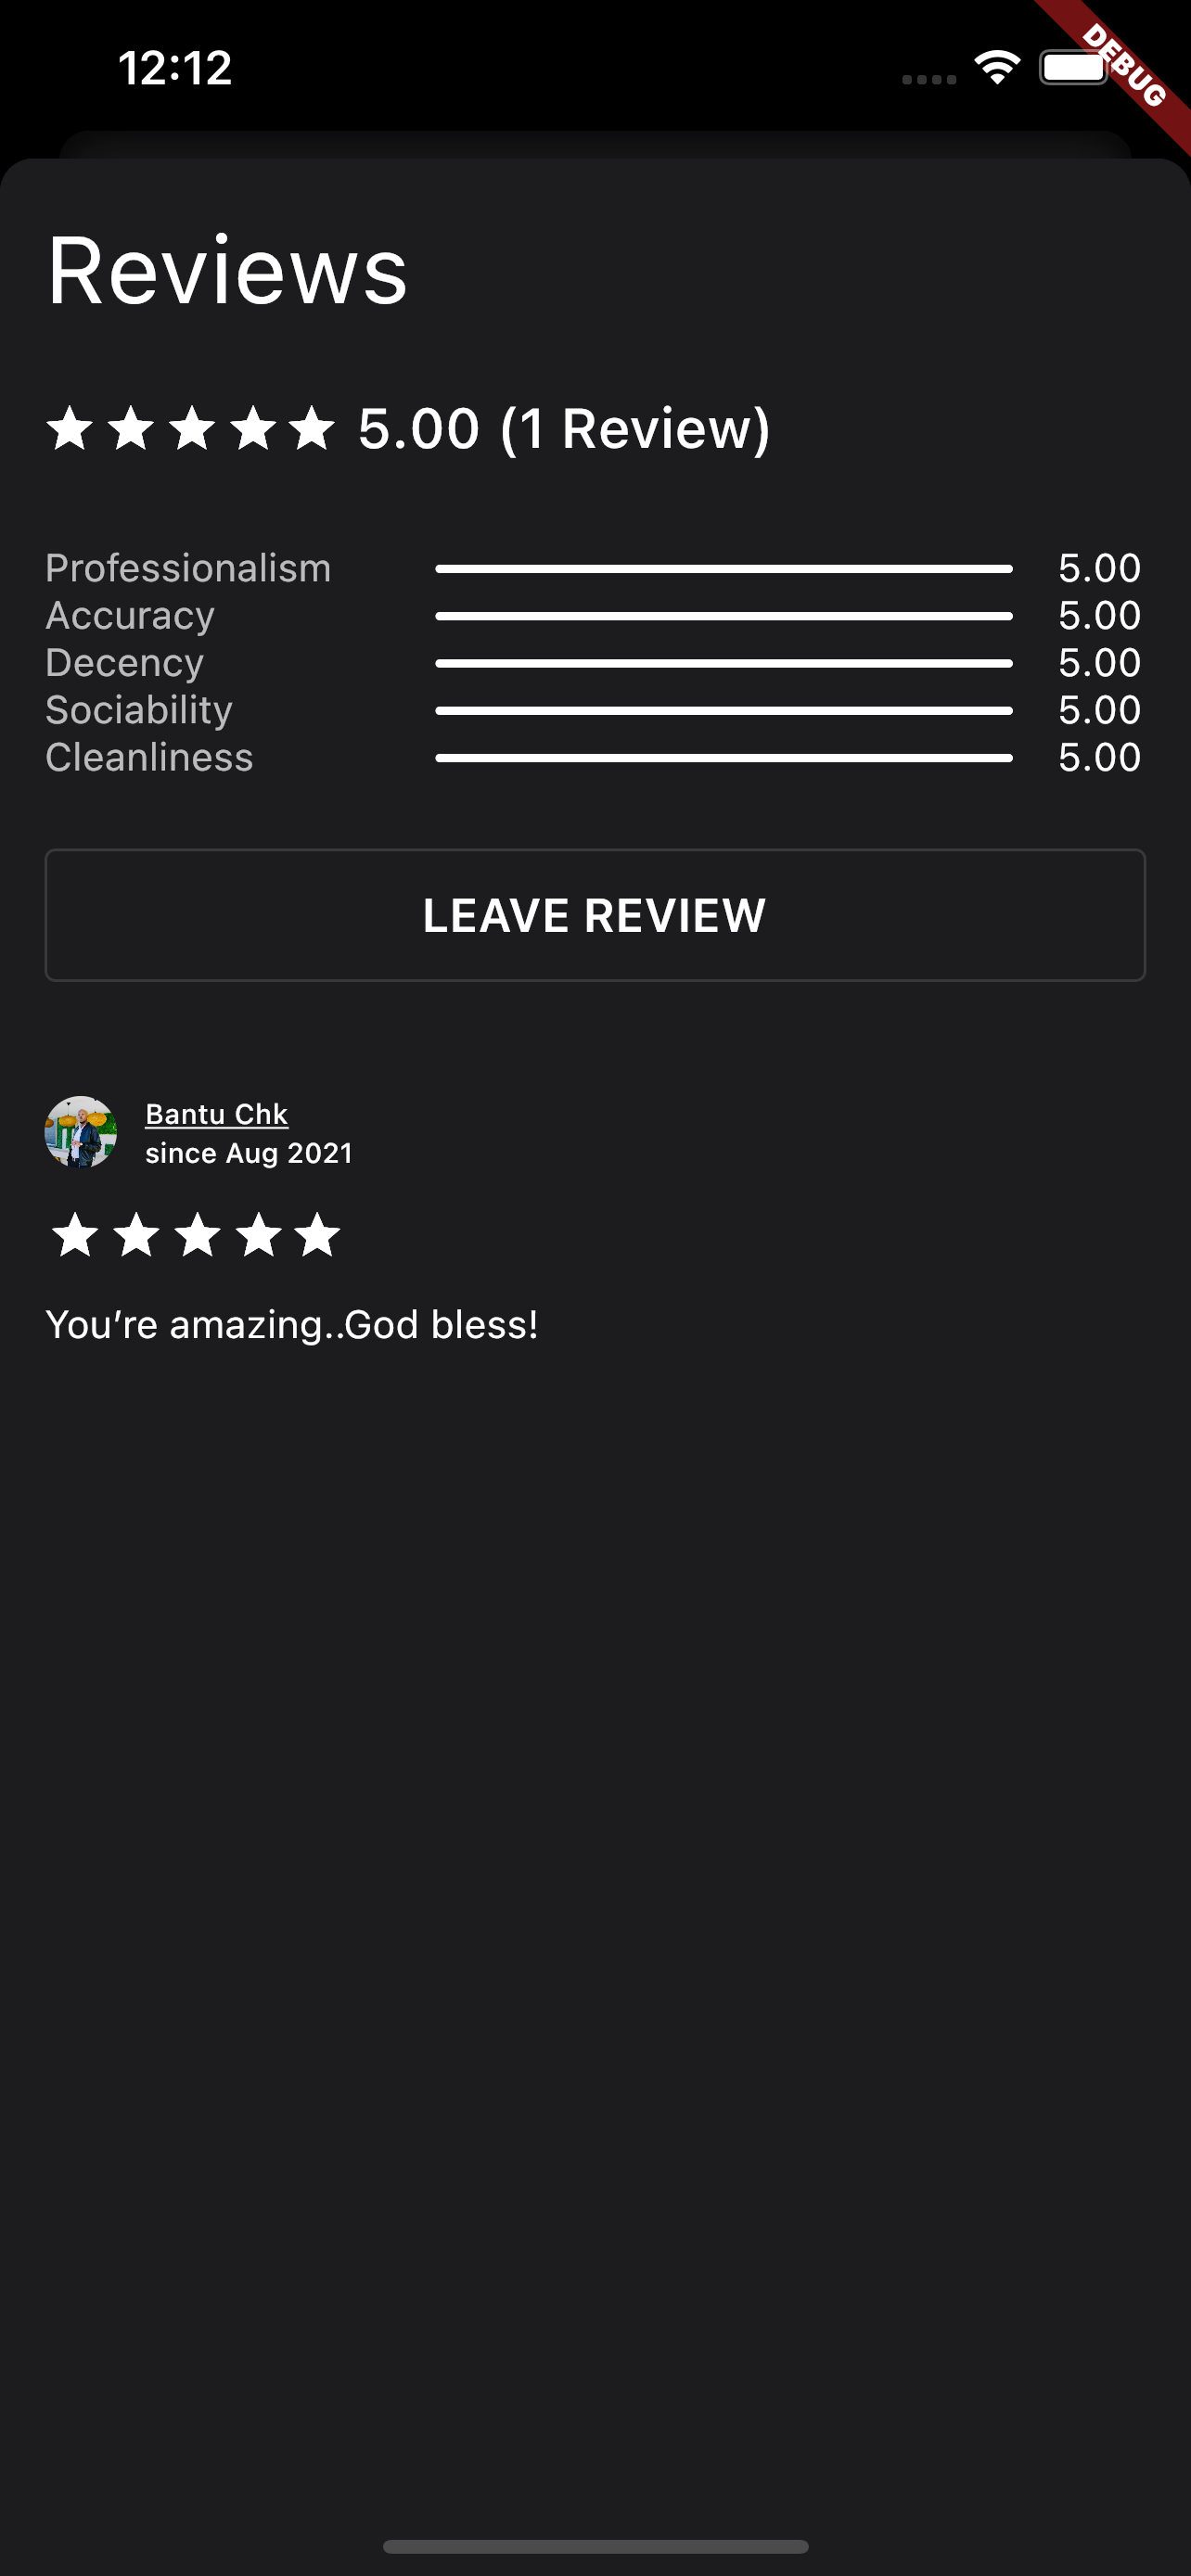 12:12
DEBUG
Reviews
5.00 (1 Review)
Professionalism 5.00
Accuracy 5.00
Decency 5.00
Sociability 5.00
Cleanliness 5.00
LEAVE REVIEW
Bantu Chk
since Aug 2021
You’re amazing..God bless!